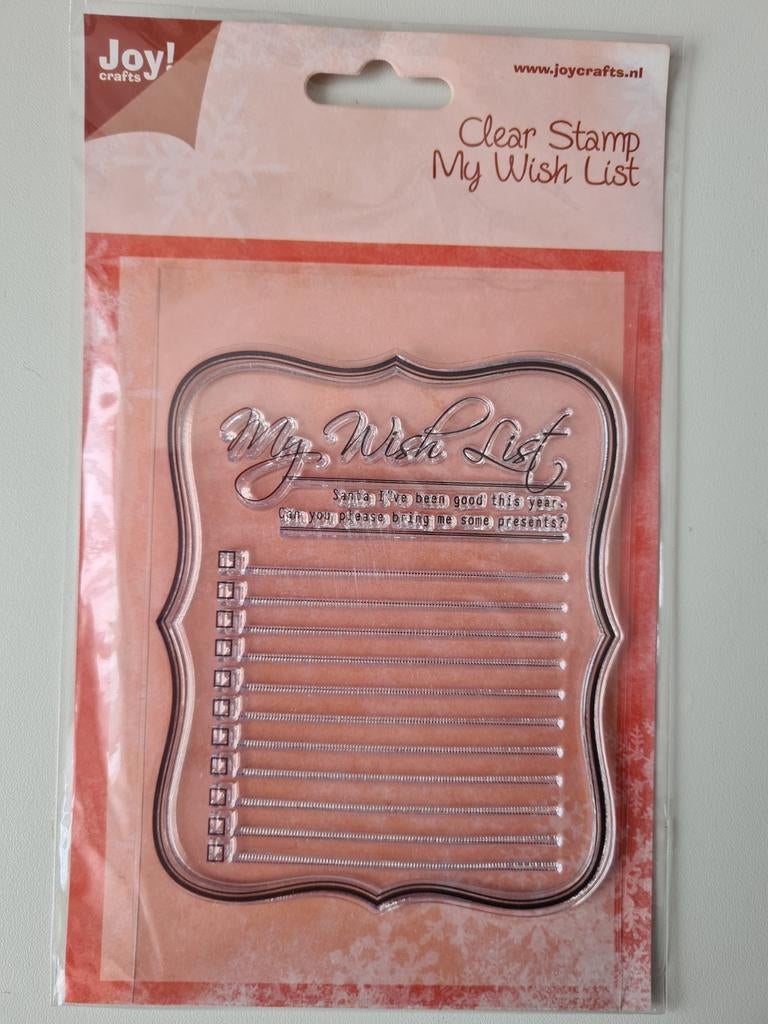 Joy!
crafts
www.joycrafts.nl
Clear Stamp
My Wish List
My Wish List
Santa I've been good this year.
Can you please bring me some presents?